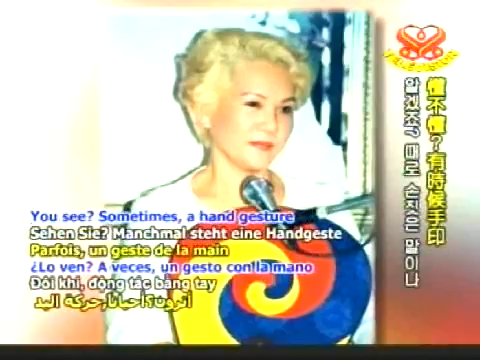 You see? Sometimes, a hand gesture
Sehen Sie? Manchmal steht eine Handgeste
Parfois, un geste de la main
¿Lo ven? A veces, un gesto con la mano
Đôi khi, động tác bằng tay
أترون؟أحيانا,حركة اليد
懂不懂？有時候手印
알겠죠? 때로 손짓은 말이나